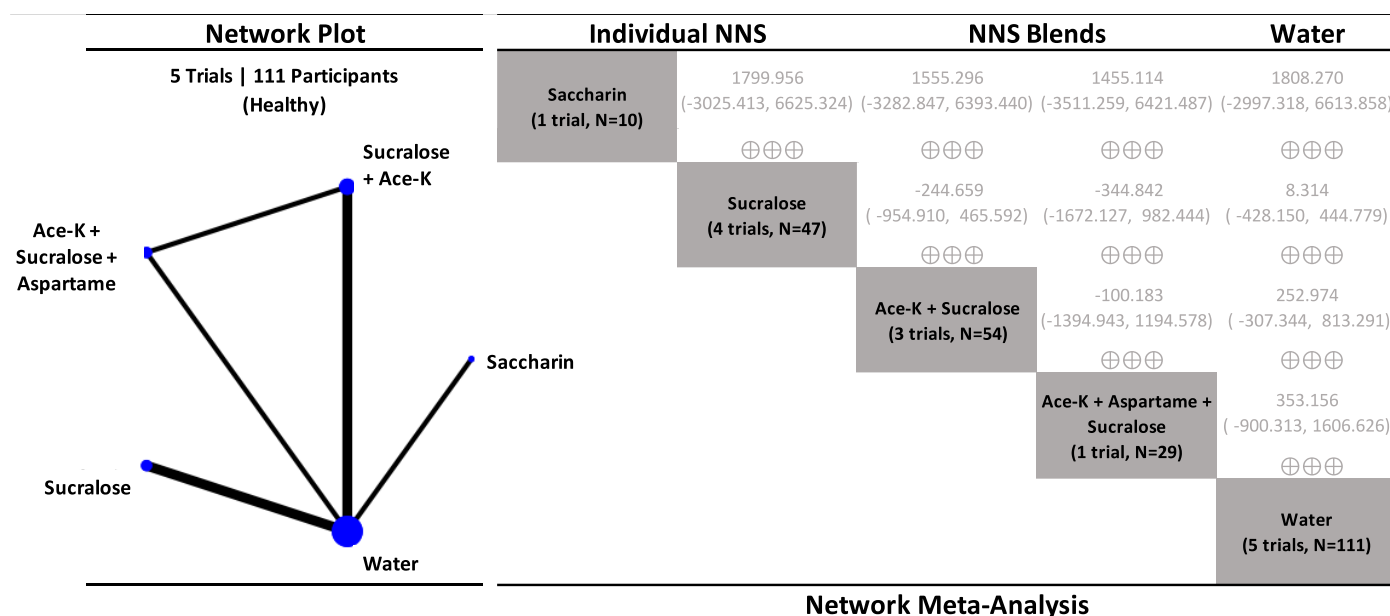 Network Plot
Individual NNS
NNS Blends
Water
5 Trials | 111 Participants
(Healthy)
Sucralose
+ Ace-K
Ace-K +
Sucralose +
Aspartame
Saccharin
Sucralose
Water
Saccharin
(1 trial, N=10)
1799.956
(-3025.413, 6625.324)
⊕⊕⊕
1555.296
(-3282.847, 6393.440)
⊕⊕⊕
1455.114
(-3511.259, 6421.487)
⊕⊕⊕
1808.270
(-2997.318, 6613.858)
⊕⊕⊕
Sucralose
(4 trials, N=47)
-244.659
( -954.910, 465.592)
⊕⊕⊕
-344.842
(-1672.127, 982.444)
⊕⊕⊕
8.314
( -428.150, 444.779)
⊕⊕⊕
Ace-K + Sucralose
(3 trials, N=54)
-100.183
(-1394.943, 1194.578)
⊕⊕⊕
252.974
( -307.344, 813.291)
⊕⊕⊕
Ace-K + Aspartame +
Sucralose
(1 trial, N=29)
353.156
( -900.313, 1606.626)
⊕⊕⊕
Water
(5 trials, N=111)
Network Meta-Analysis